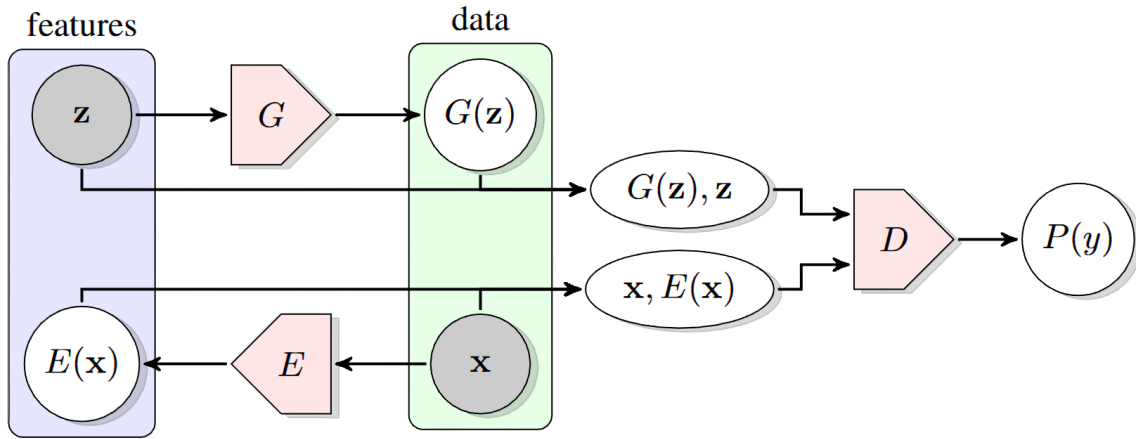 features
data
z
G
G(z)
G(z), z
D
P(y)
x, E(x)
E(x)
E
x